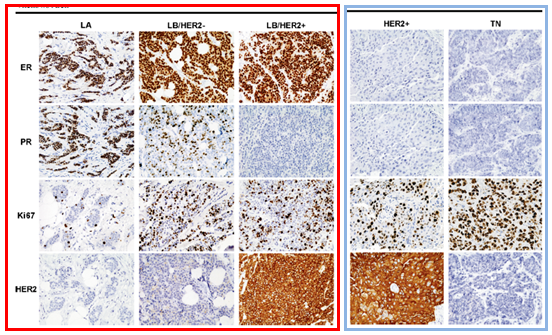 LA LB/HER2- LB/HER2+ HER2+ TN
ER
PR
Ki67
HER2